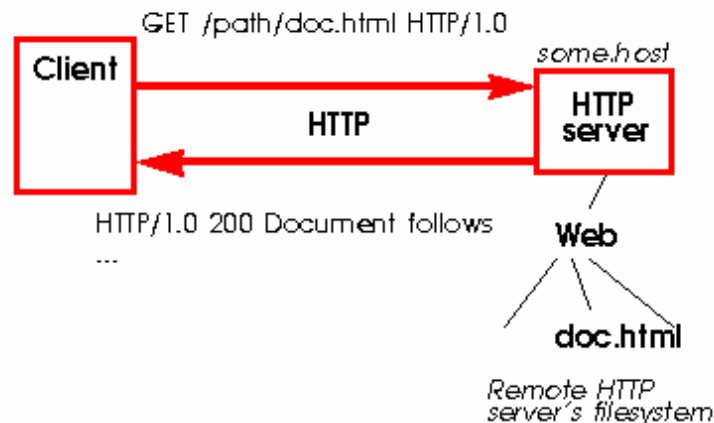 GET /path/doc.html HTTP/1.0
some.host
Client
HTTP
server
HTTP
HTTP/1.0 200 Document follows
...
Web
doc.html
Remote HTTP
server's filesystem